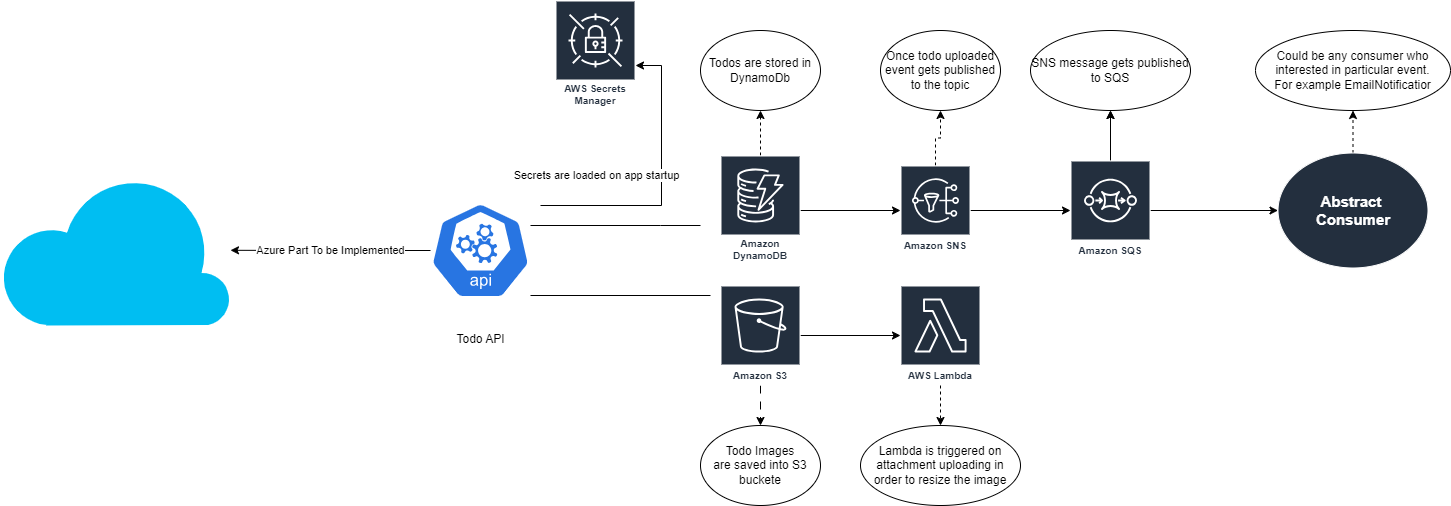 AWS Secrets
Manager
Todos are stored in
DynamoDb
Once todo uploaded
event gets published
to the topic
SNS message gets published
to SQS
Could be any consumer who
interested in particular event.
For example EmailNotificatior
Secrets are loaded on app startup
Azure Part To be Implemented
api
Todo API
Amazon
DynamoDB
Amazon SNS
Amazon SQS
Abstract
Consumer
Amazon S3
AWS Lambda
Todo Images
are saved into S3
buckete
Lambda is triggered on
attachment uploading in
order to resize the image